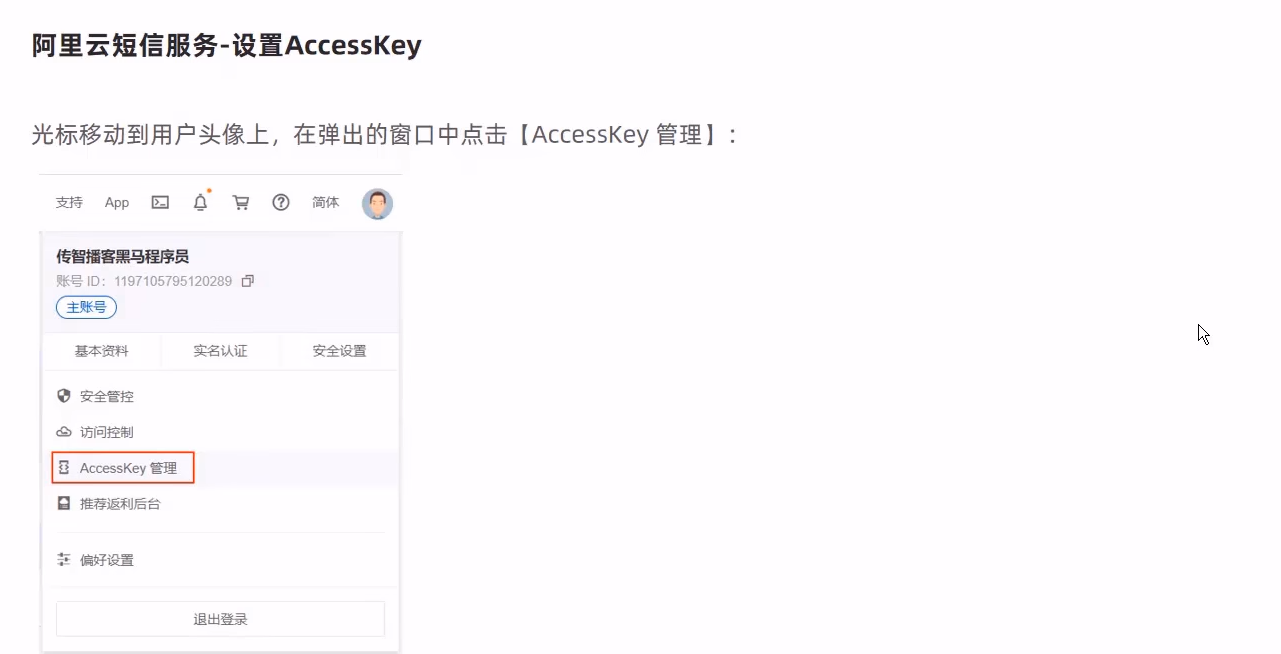 阿里云短信服务-设置AccessKey
光标移动到用户头像上，在弹出的窗口中点击【AccessKey 管理】：
支持 App 简体
传智播客黑马程序员
账号 ID： 1197105795120289
主账号
基本资料 实名认证 安全设置
安全管控
访问控制
AccessKey 管理
推荐返利后台
偏好设置
退出登录